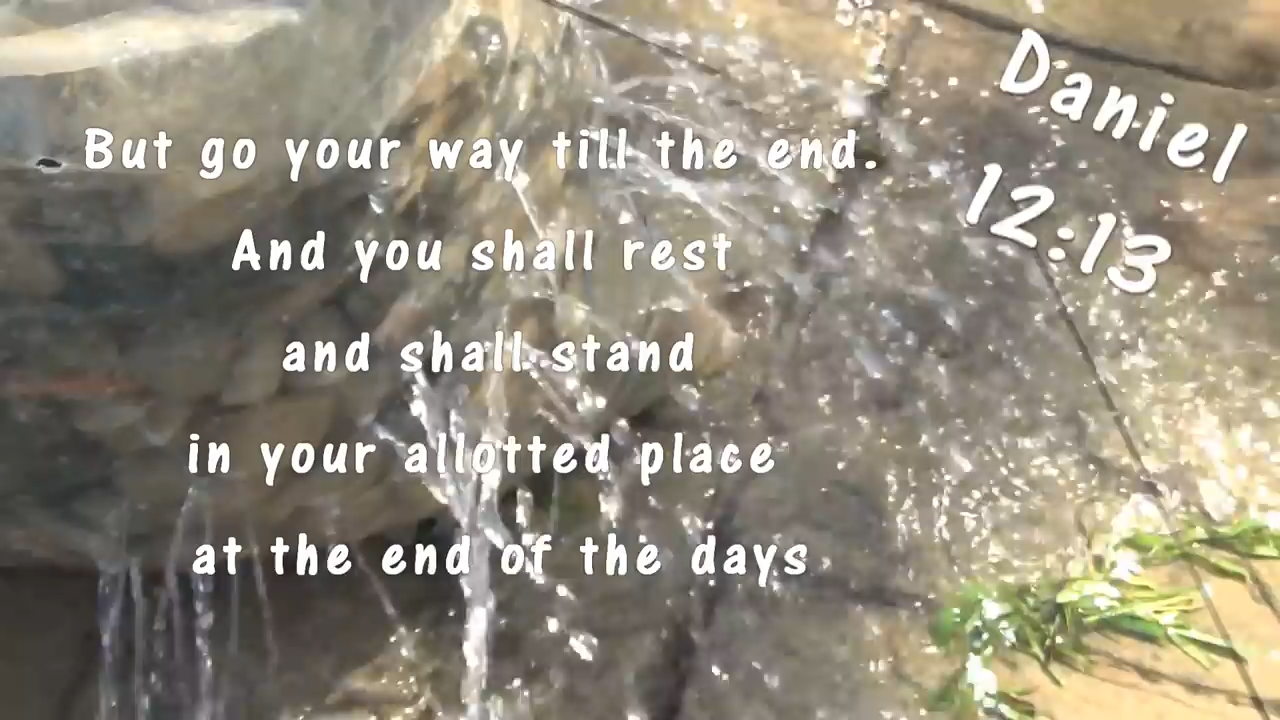 But go your way till the end.
And you shall rest
and shall stand
in your allotted place
at the end of the days
Daniel
12:13